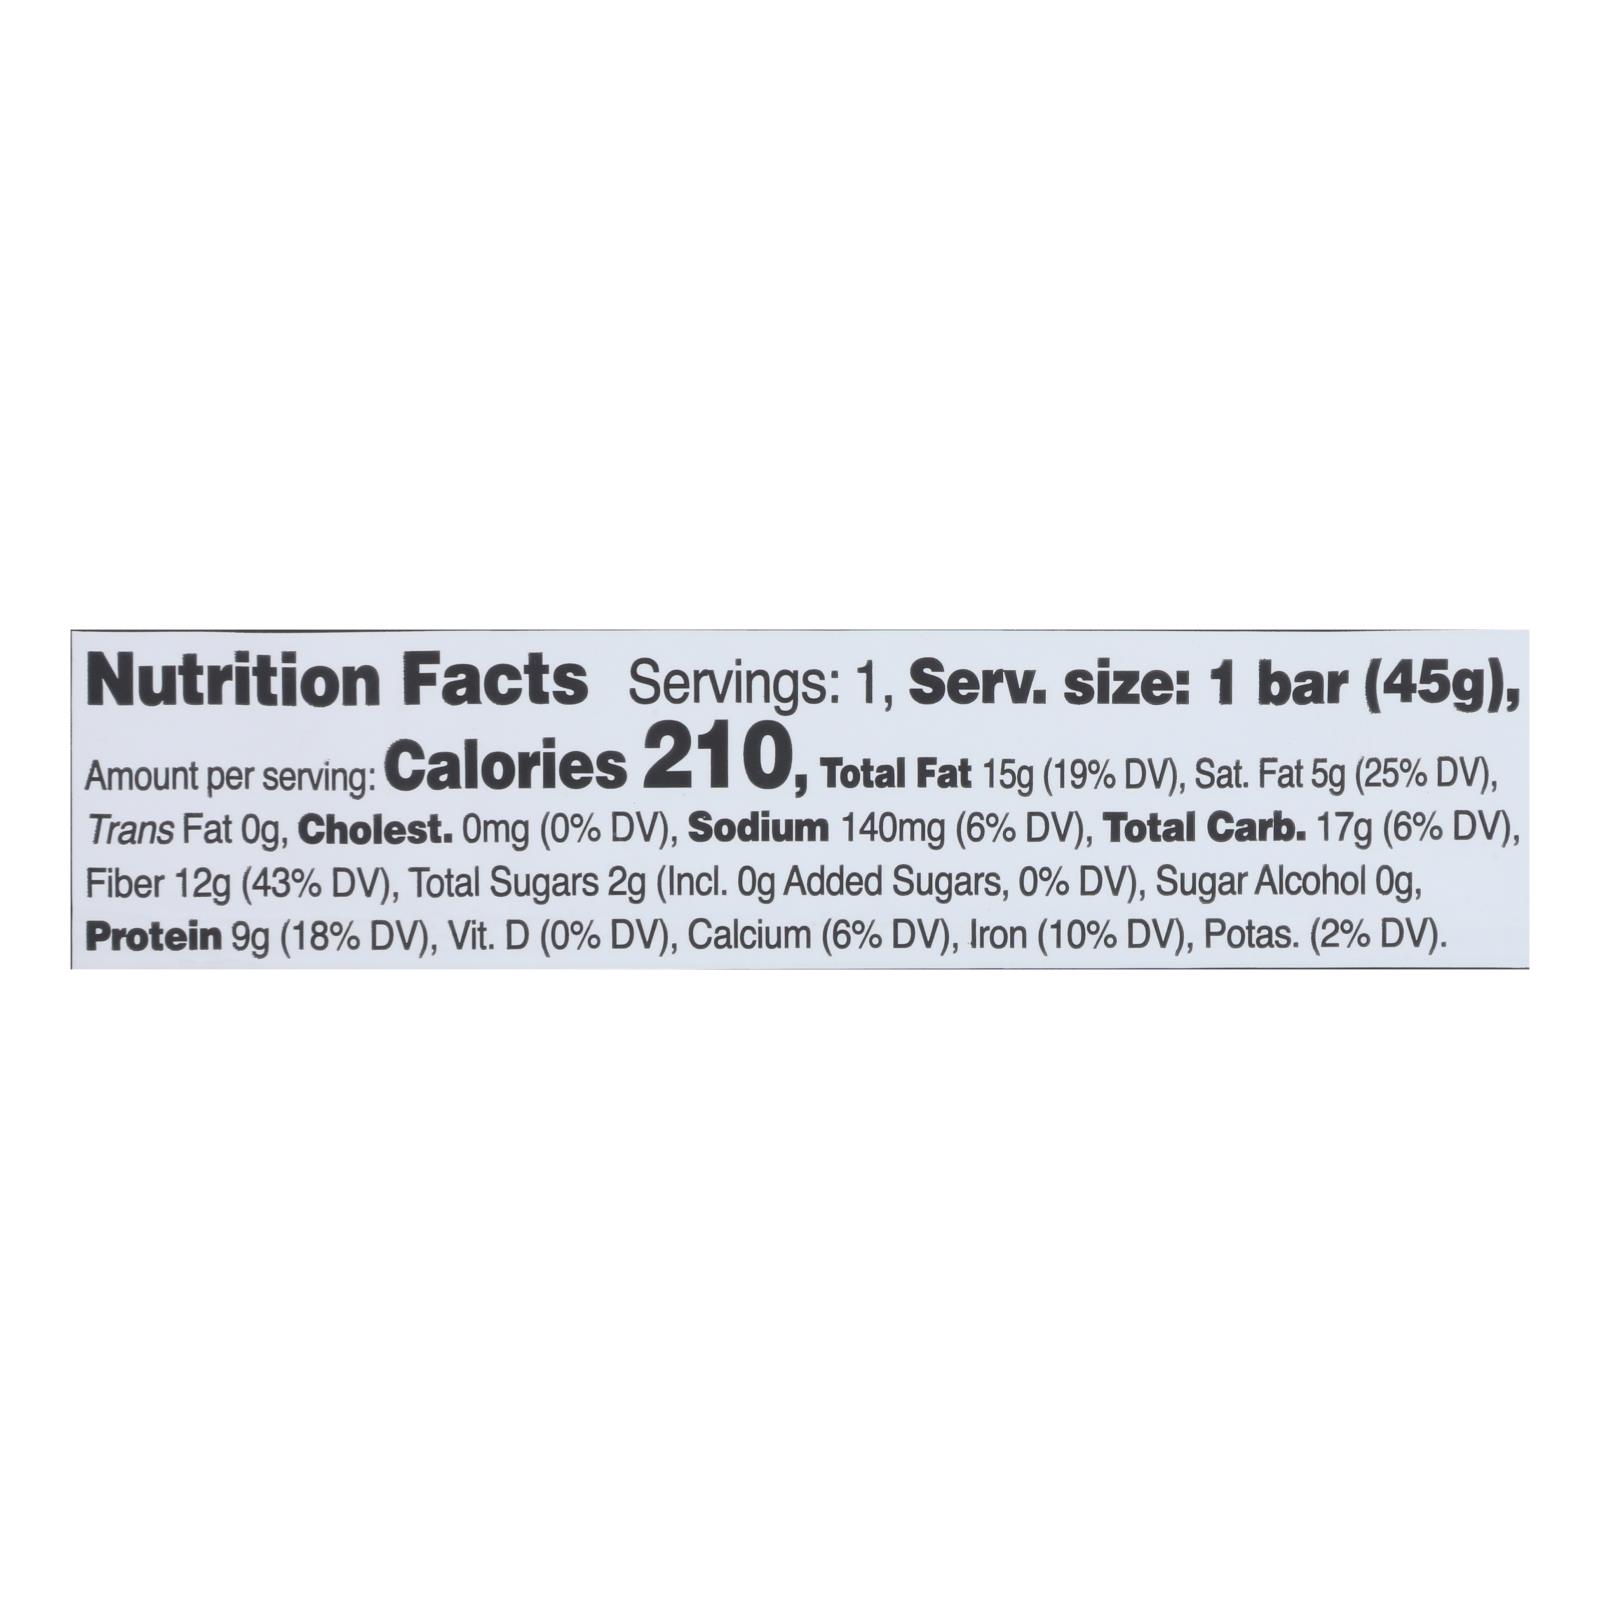 Nutrition Facts Servings: 1, Serv. size: 1 bar (45g),
Amount per serving: Calories 210, Total Fat 15g (19% DV), Sat. Fat 5g (25% DV),
Trans Fat 0g, Cholest. 0mg (0% DV), Sodium 140mg (6% DV), Total Carb. 17g (6% DV),
Fiber 12g (43% DV), Total Sugars 2g (Incl. 0g Added Sugars, 0% DV), Sugar Alcohol 0g,
Protein 9g (18% DV), Vit. D (0% DV), Calcium (6% DV), Iron (10% DV), Potas. (2% DV).